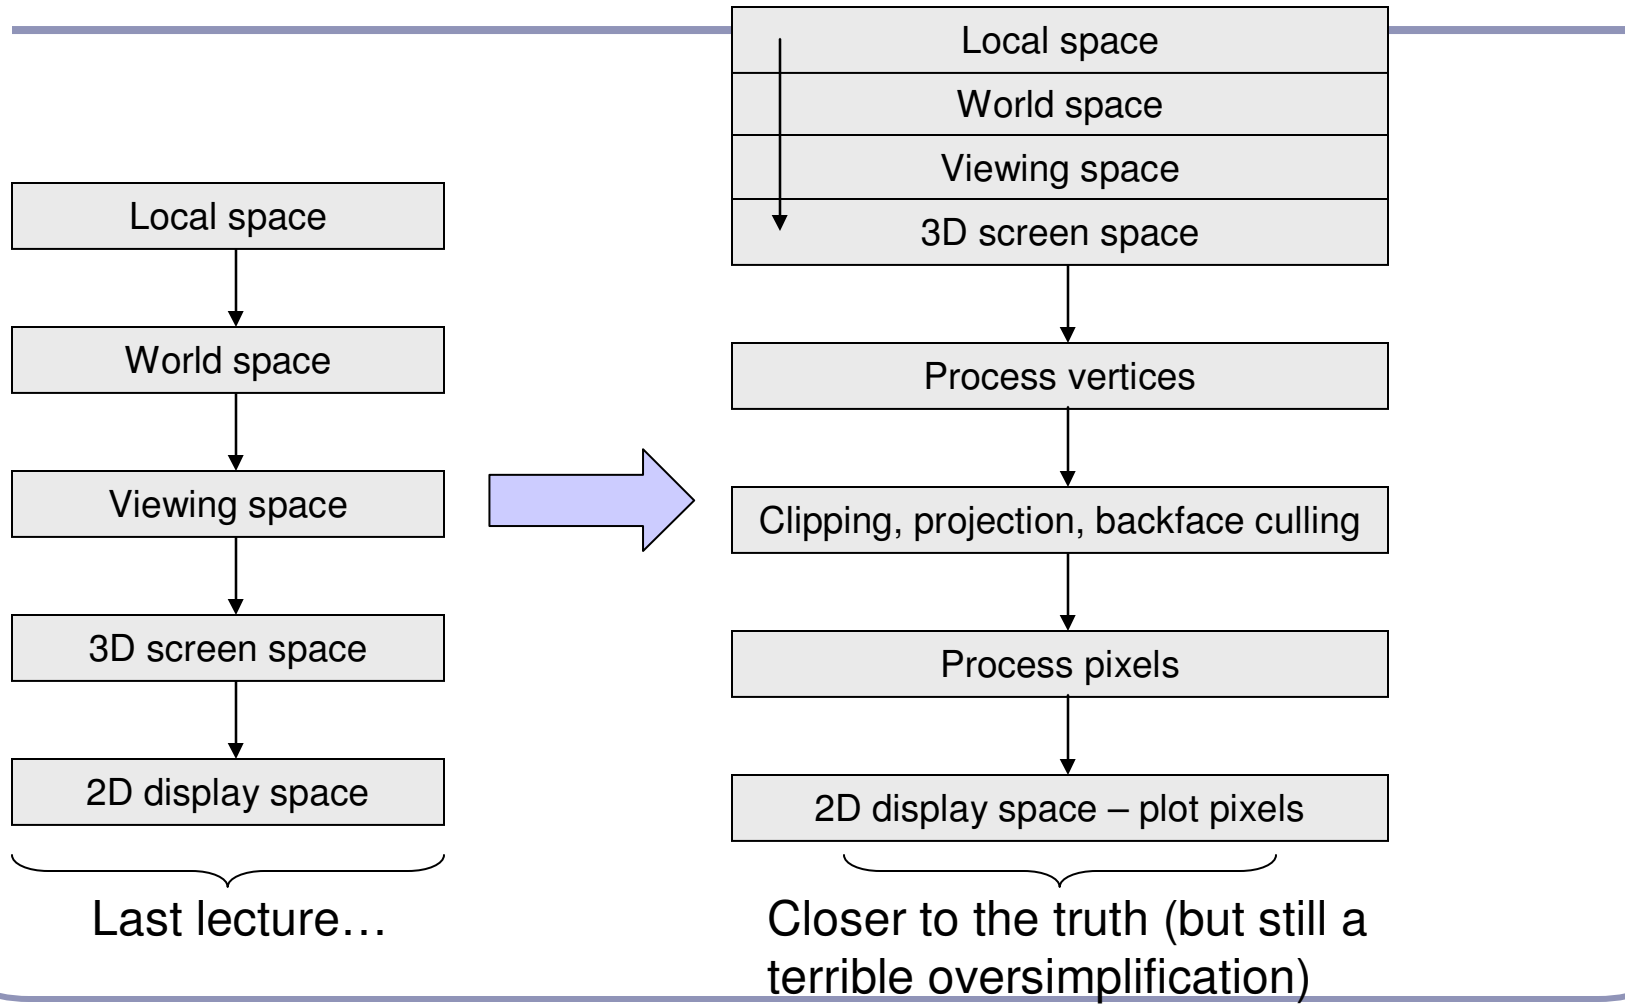 Local space
World space
Viewing space
3D screen space
2D display space
Last lecture…
Local space
World space
Viewing space
3D screen space
Process vertices
Clipping, projection, backface culling
Process pixels
2D display space – plot pixels
Closer to the truth (but still a
terrible oversimplification)